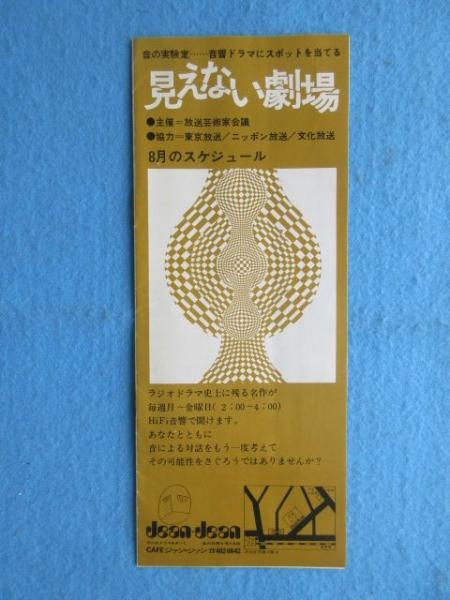 音の実験室……音響ドラマにスポットを当てる
見えない劇場
●主催=放送芸術家会議
●協力=東京放送/ニッポン放送/文化放送
8月のスケジュール
ラジオドラマ史上に残る名作が
毎週月~金曜日(2:00-4:00)
HiFi音響で聞けます。
あなたとともに
音による対話をもう一度考えて
その可能性をさぐろうではありませんか?
Jean-Jean
CAFEジァンジァン